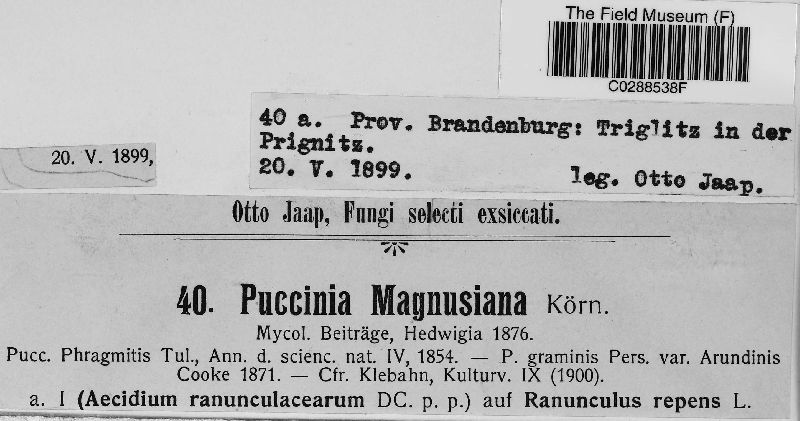 The Field Museum (F)
C0288538F
40 a. Prov. Brandenburg: Triglitz in der
Prignitz.
20. V. 1899. leg. Otto Jaap.
20. V. 1899,
Otto Jaap, Fungi selecti exsiccati.
40. Puccinia Magnusiana Körn.
Mycol. Beiträge, Hedwigia 1876.
Pucc. Phragmitis Tul., Ann. d. scienc. nat. IV, 1854. — P. graminis Pers. var. Arundinis
Cooke 1871. — Cfr. Klebahn, Kulturv. IX (1900).
a. I (Aecidium ranunculacearum DC. p. p.) auf Ranunculus repens L.